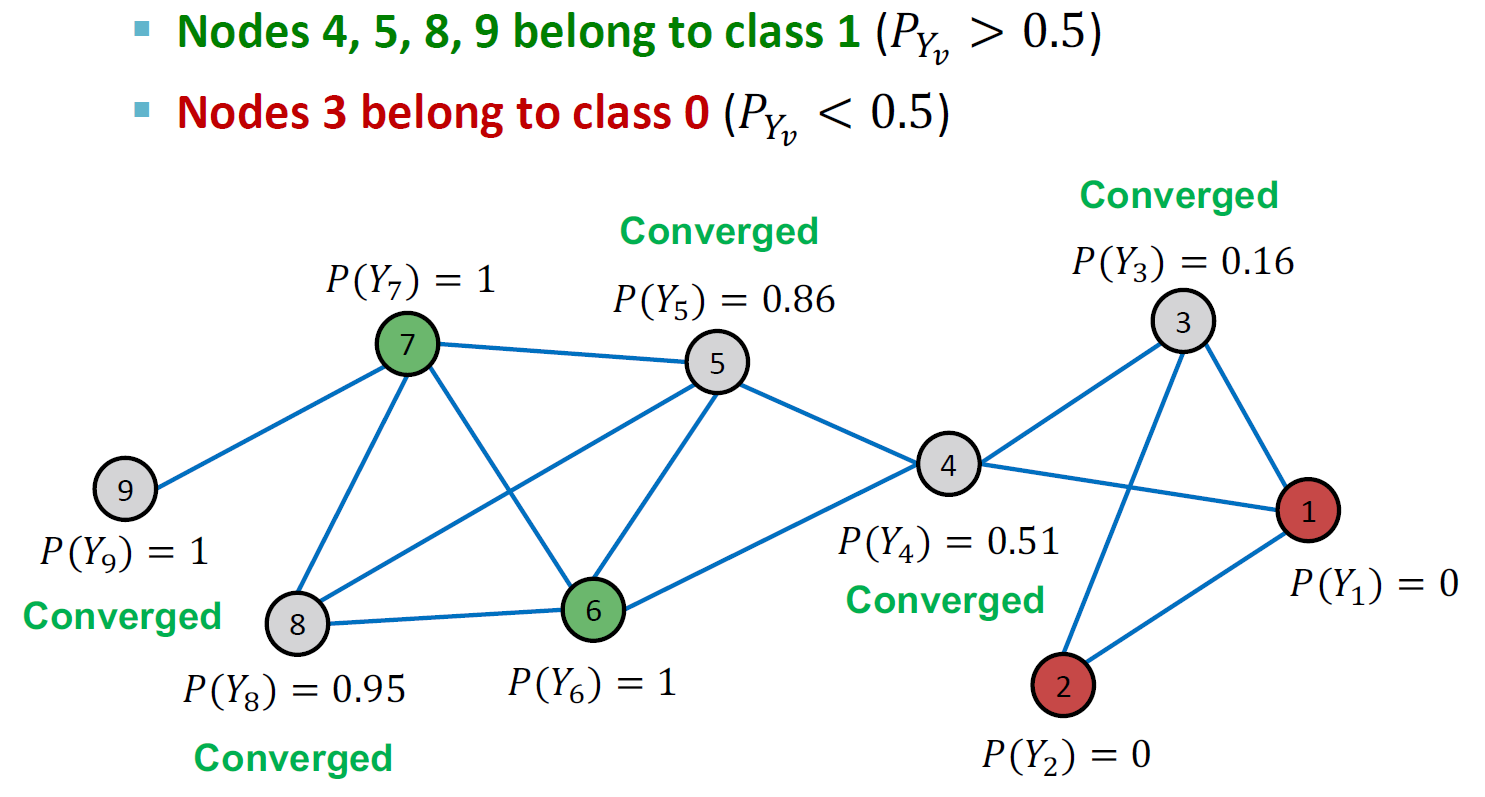 ▪ Nodes 4, 5, 8, 9 belong to class 1 (P_{Y_v} > 0.5)
▪ Nodes 3 belong to class 0 (P_{Y_v} < 0.5)
Converged
Converged
P(Y_3) = 0.16
P(Y_7) = 1
P(Y_5) = 0.86
3
7
5
4
9
1
P(Y_4) = 0.51
P(Y_9) = 1
P(Y_1) = 0
Converged
Converged
6
8
2
P(Y_8) = 0.95
P(Y_6) = 1
Converged
P(Y_2) = 0